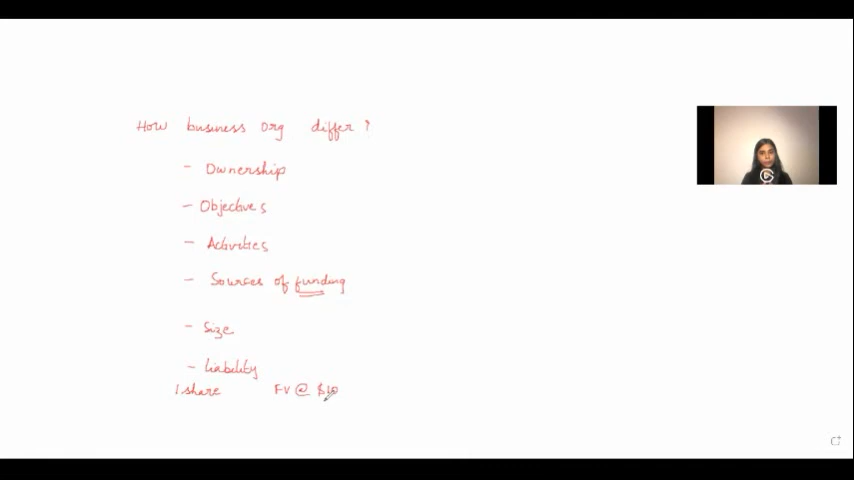 How business Org differ ?
- Ownership
- Objectives
- Activities
- Sources of funding
- Size
- liability
1 share FV @ $10